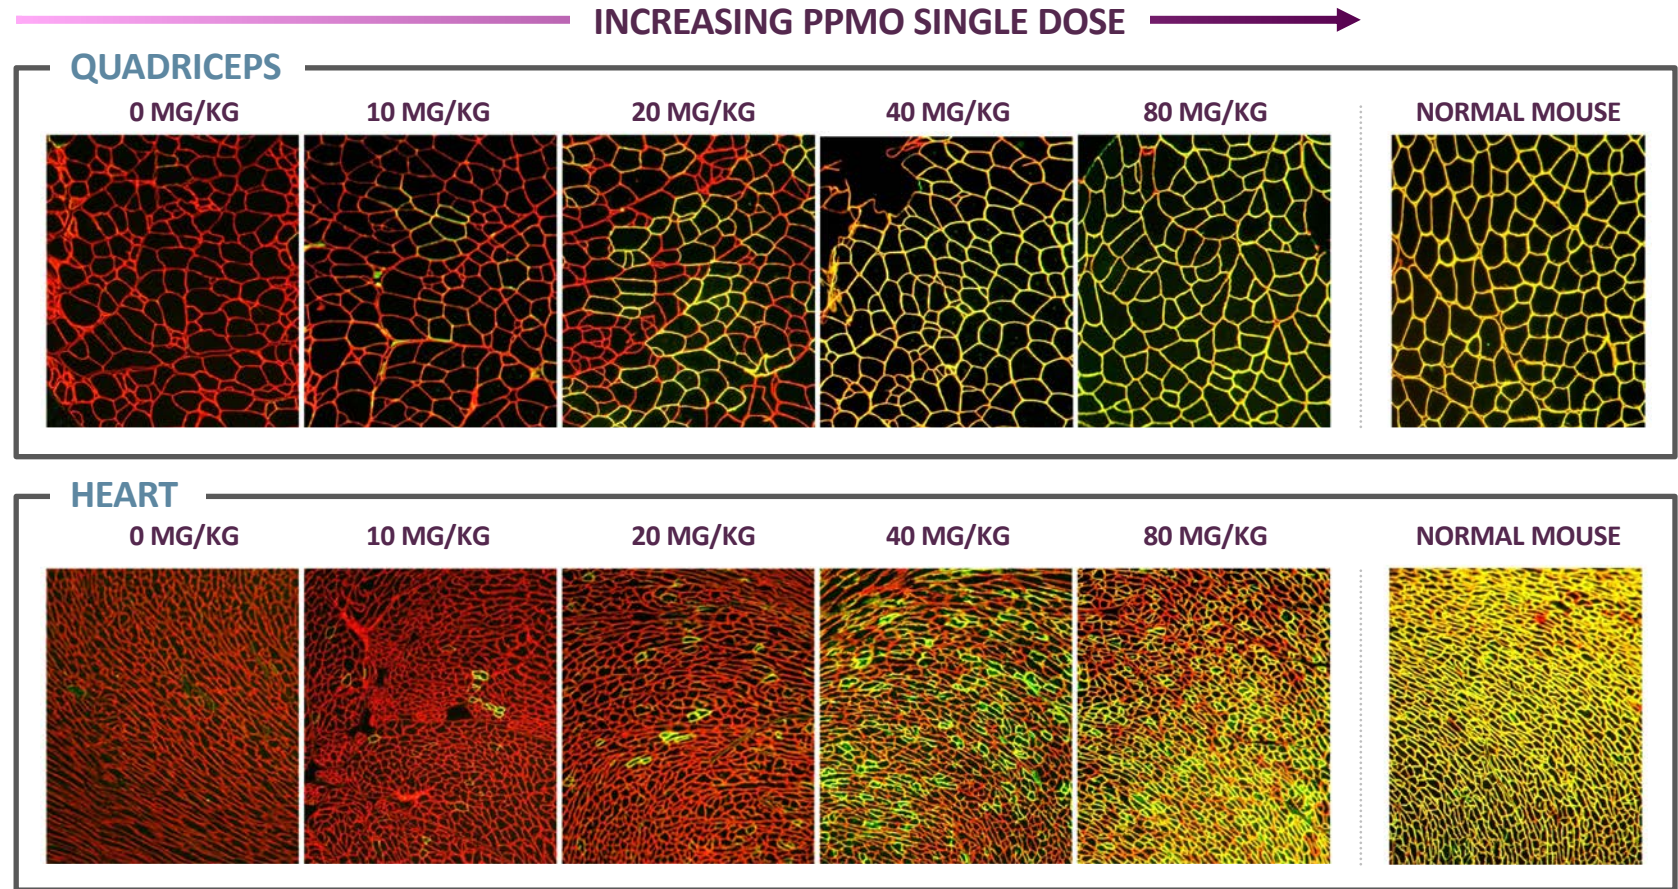 INCREASING PPMO SINGLE DOSE
QUADRICEPS
0 MG/KG 10 MG/KG 20 MG/KG 40 MG/KG 80 MG/KG NORMAL MOUSE
HEART
0 MG/KG 10 MG/KG 20 MG/KG 40 MG/KG 80 MG/KG NORMAL MOUSE